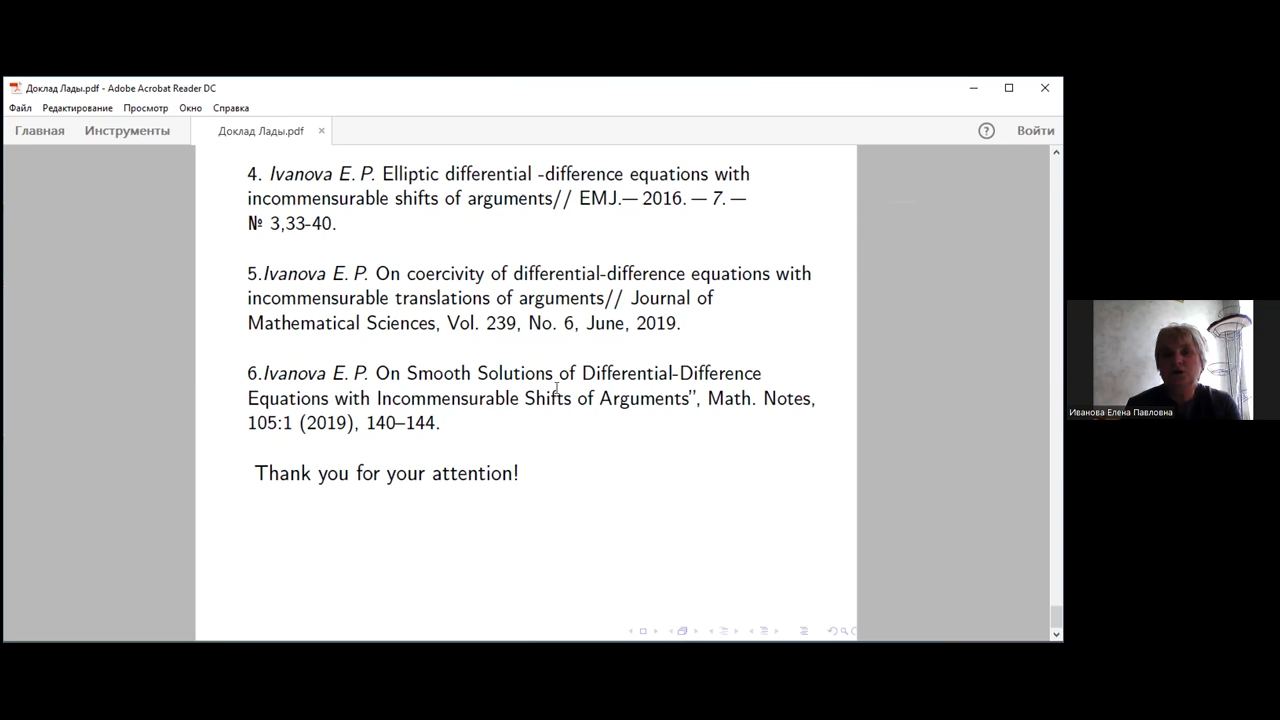 Доклад Лады.pdf - Adobe Acrobat Reader DC
Файл Редактирование Просмотр Окно Справка
Главная Инструменты Доклад Лады.pdf × ? Войти
4. Ivanova E. P. Elliptic differential -difference equations with
incommensurable shifts of arguments// EMJ.— 2016. — 7. —
№ 3,33-40.
5.Ivanova E. P. On coercivity of differential-difference equations with
incommensurable translations of arguments// Journal of
Mathematical Sciences, Vol. 239, No. 6, June, 2019.
6.Ivanova E. P. On Smooth Solutions of Differential-Difference
Equations with Incommensurable Shifts of Arguments”, Math. Notes,
105:1 (2019), 140–144.
Thank you for your attention!
Иванова Елена Павловна